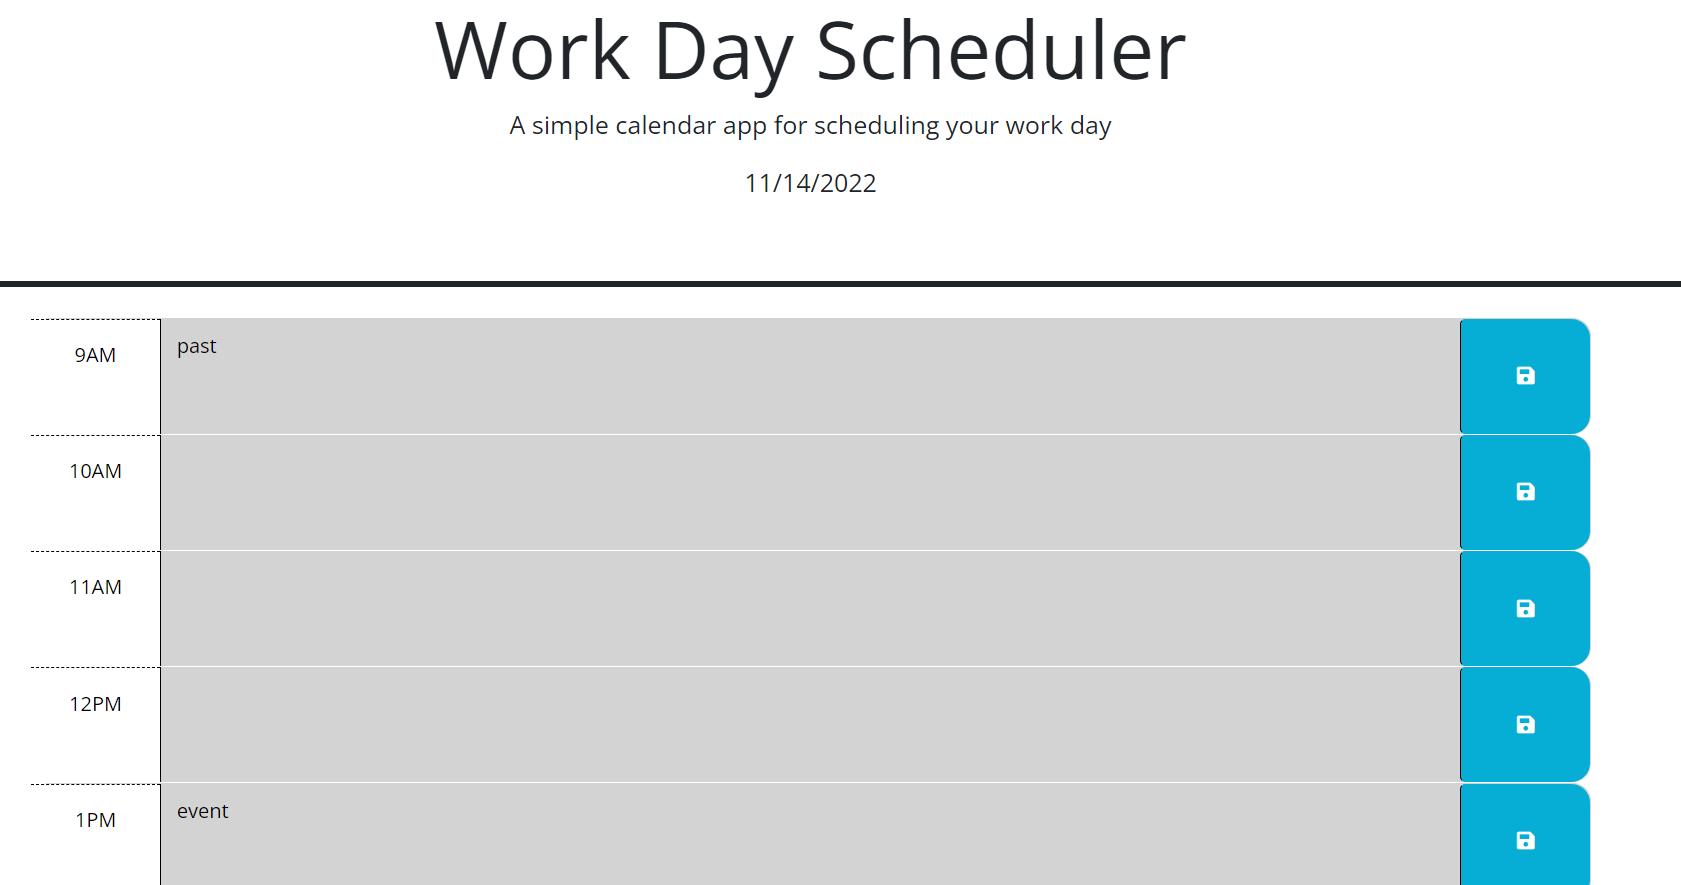 Work Day Scheduler
A simple calendar app for scheduling your work day
11/14/2022
9AM
past
10AM
11AM
12PM
1PM
event